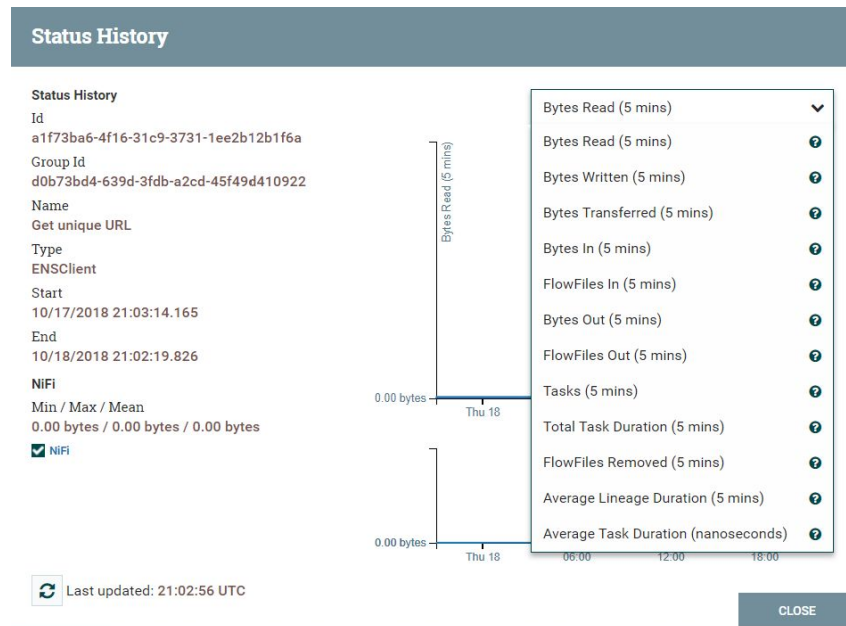 Status History
Status History
Id
a1f73ba6-4f16-31c9-3731-1ee2b12b1f6a
Group Id
d0b73bd4-639d-3fdb-a2cd-45f49d410922
Name
Get unique URL
Type
ENSClient
Start
10/17/2018 21:03:14.165
End
10/18/2018 21:02:19.826
NiFi
Min / Max / Mean
0.00 bytes / 0.00 bytes / 0.00 bytes
NiFi
Last updated: 21:02:56 UTC
Bytes Read (5 mins)
0.00 bytes
Thu 18
0.00 bytes
Thu 18
06:00
12:00
18:00
Bytes Read (5 mins)
Bytes Read (5 mins)
Bytes Written (5 mins)
Bytes Transferred (5 mins)
Bytes In (5 mins)
FlowFiles In (5 mins)
Bytes Out (5 mins)
FlowFiles Out (5 mins)
Tasks (5 mins)
Total Task Duration (5 mins)
FlowFiles Removed (5 mins)
Average Lineage Duration (5 mins)
Average Task Duration (nanoseconds)
CLOSE